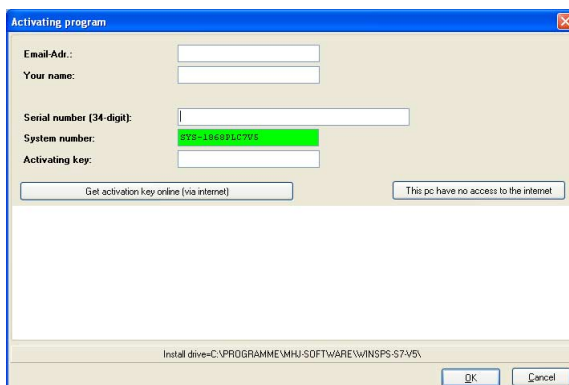 Activating program
Email-Adr.:
Your name:
Serial number (34-digit):
System number: SYS-1868PLC7V5
Activating key:
Get activation key online (via internet) This pc have no access to the internet
Install drive=C:\PROGRAMME\MHJ-SOFTWARE\WINSPS-S7-V5\
OK Cancel